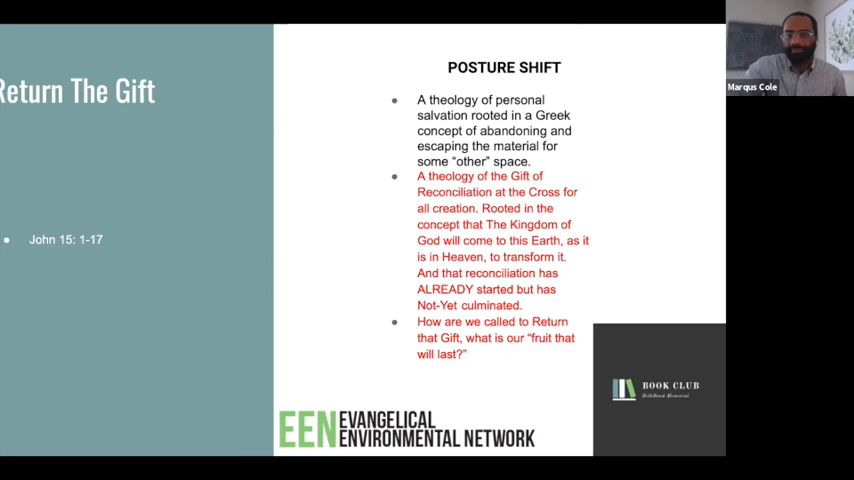 Return The Gift
John 15: 1-17
POSTURE SHIFT
A theology of personal
salvation rooted in a Greek
concept of abandoning and
escaping the material for
some “other” space.
A theology of the Gift of
Reconciliation at the Cross for
all creation. Rooted in the
concept that The Kingdom of
God will come to this Earth, as it
is in Heaven, to transform it.
And that reconciliation has
ALREADY started but has
Not-Yet culminated.
How are we called to Return
that Gift, what is our “fruit that
will last?”
EEN EVANGELICAL
ENVIRONMENTAL NETWORK
BOOK CLUB
Marqus Cole